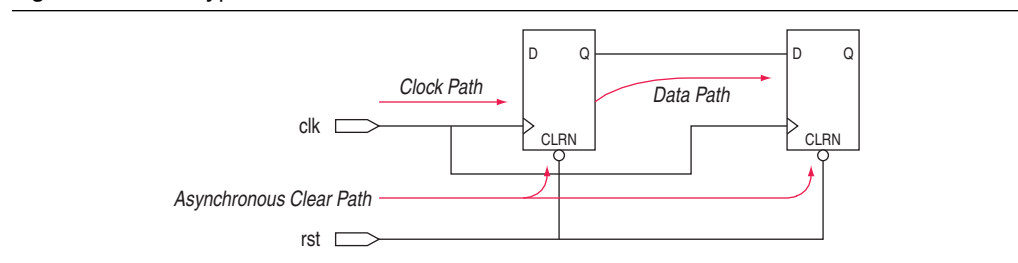 D Q
D Q
Clock Path
Data Path
clk
CLRN
CLRN
Asynchronous Clear Path
rst